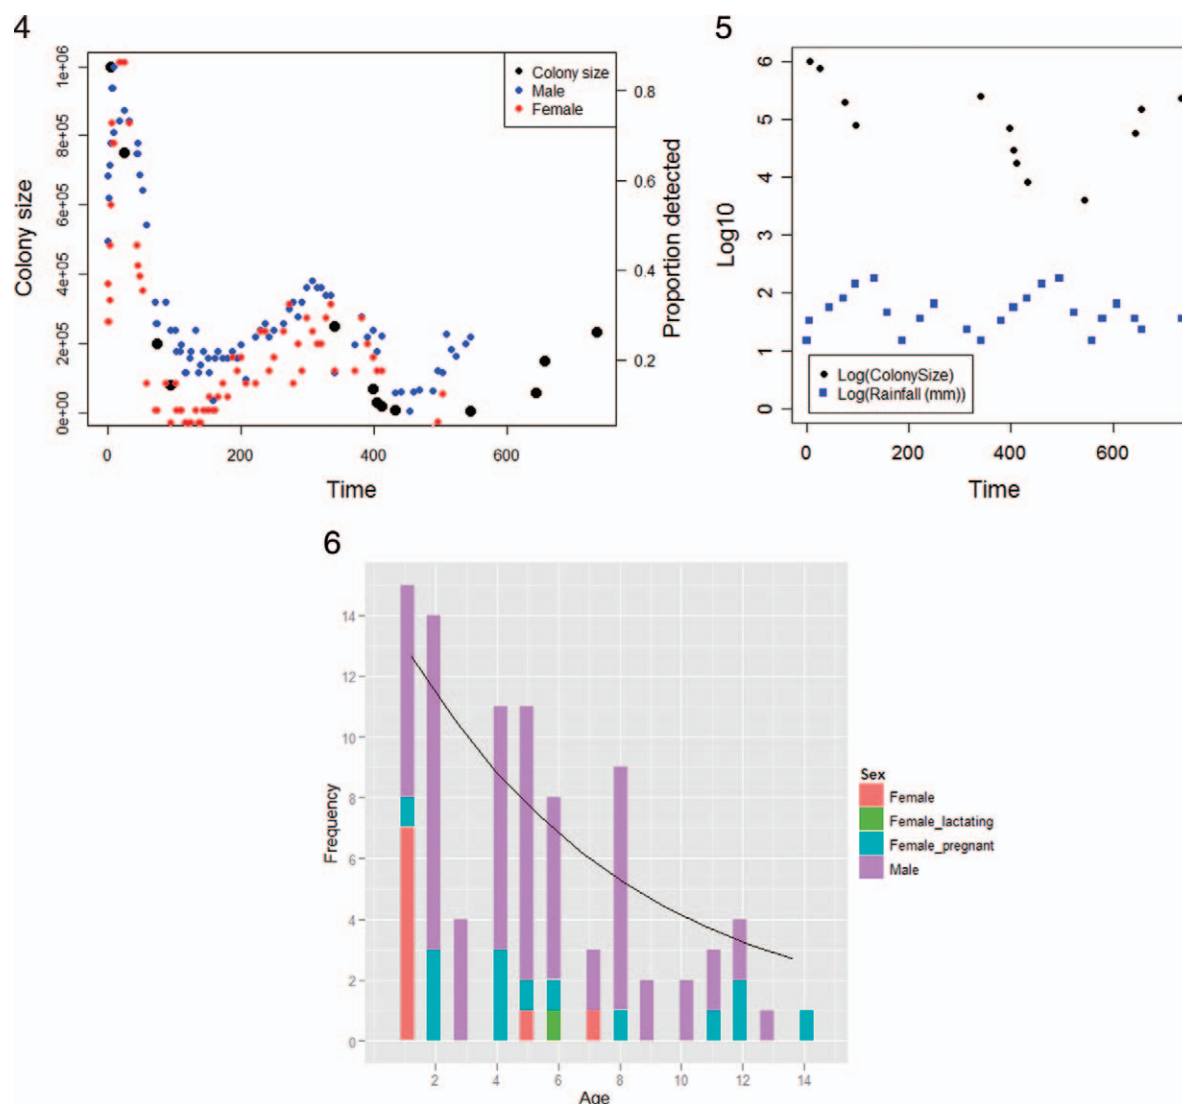 4
Colony size
1e+06
8e+05
6e+05
4e+05
2e+05
0e+00
0 200 400 600
Time
Proportion detected
0.8
0.6
0.4
0.2
Colony size
Male
Female
5
Log10
6
5
4
3
2
1
0
0 200 400 600
Time
Log(ColonySize)
Log(Rainfall (mm))
6
Frequency
14
12
10
8
6
4
2
0
2 4 6 8 10 12 14
Age
Sex
Female
Female_lactating
Female_pregnant
Male